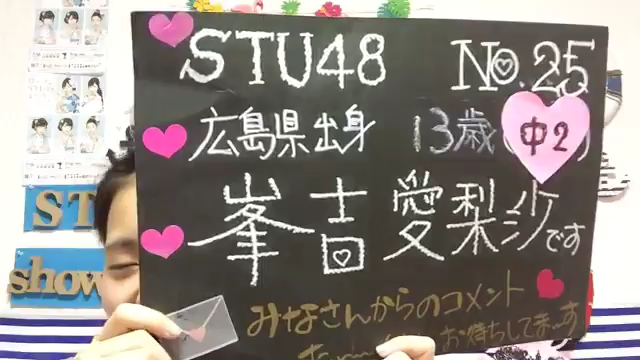 STU48 No.25
広島県出身 13歳 (中2)
峯吉愛梨沙です
みなさんからのコメント
お待ちしてま〜す
ST
show